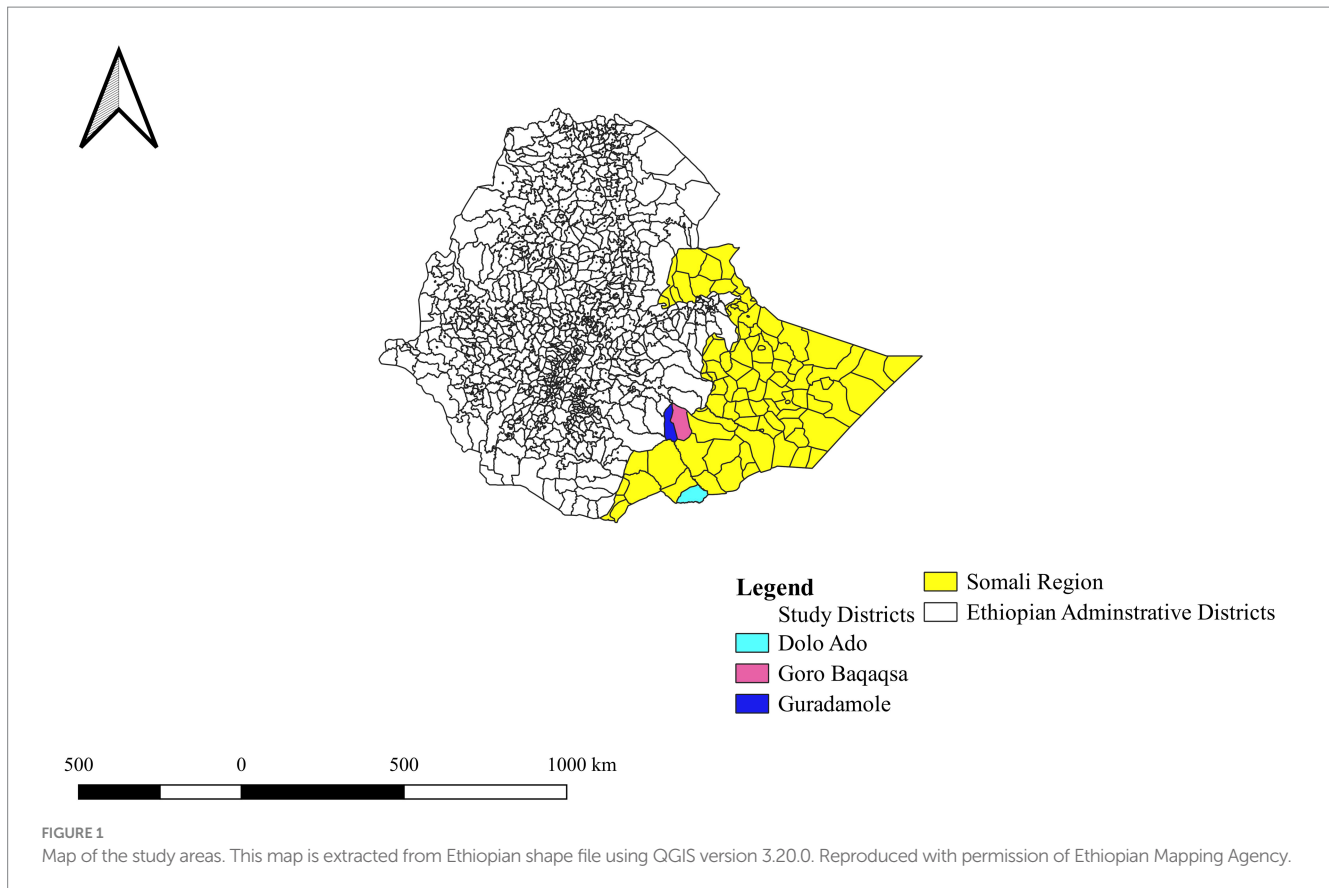 Legend
Study Districts
Dolo Ado
Goro Baqaqsa
Guradamole
Somali Region
Ethiopian Adminstrative Districts
500 0 500 1000 km
FIGURE 1
Map of the study areas. This map is extracted from Ethiopian shape file using QGIS version 3.20.0. Reproduced with permission of Ethiopian Mapping Agency.